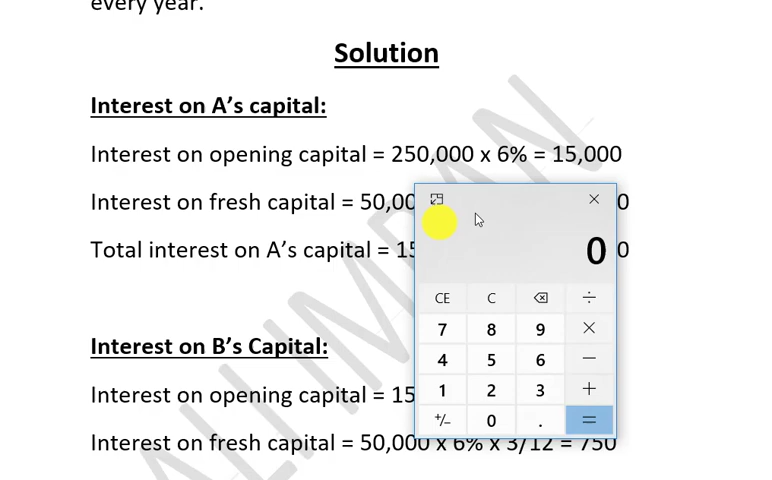 every year.
Solution
Interest on A's capital:
Interest on opening capital = 250,000 x 6% = 15,000
Interest on fresh capital = 50,00 0
Total interest on A's capital = 15 0
0
CE C ÷
7 8 9 ×
4 5 6 −
1 2 3 +
+/− 0 . =
Interest on B's Capital:
Interest on opening capital = 15
Interest on fresh capital = 50,000 x 6% x 3/12 = 750
ALI IMRAN